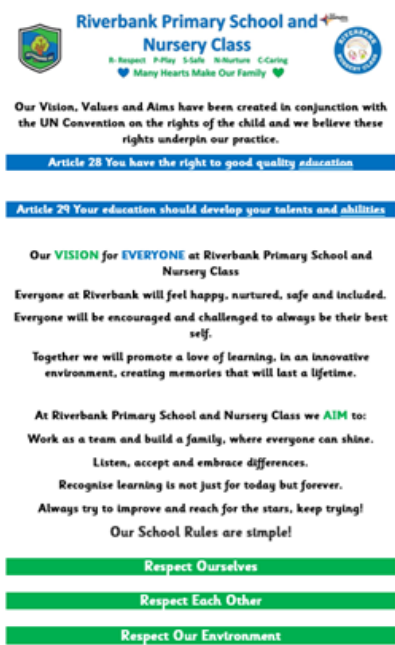 Riverbank Primary School and
Nursery Class
R- Respect P-Play S-Safe N-Nurture C-Caring
Many Hearts Make Our Family
RIVERBANK
NURSERY CLASS
Our Vision, Values and Aims have been created in conjunction with
the UN Convention on the rights of the child and we believe these
rights underpin our practice.
Article 28 You have the right to good quality education
Article 29 Your education should develop your talents and abilities
Our VISION for EVERYONE at Riverbank Primary School and
Nursery Class
Everyone at Riverbank will feel happy, nurtured, safe and included.
Everyone will be encouraged and challenged to always be their best
self.
Together we will promote a love of learning, in an innovative
environment, creating memories that will last a lifetime.
At Riverbank Primary School and Nursery Class we AIM to:
Work as a team and build a family, where everyone can shine.
Listen, accept and embrace differences.
Recognise learning is not just for today but forever.
Always try to improve and reach for the stars, keep trying!
Our School Rules are simple!
Respect Ourselves
Respect Each Other
Respect Our Environment